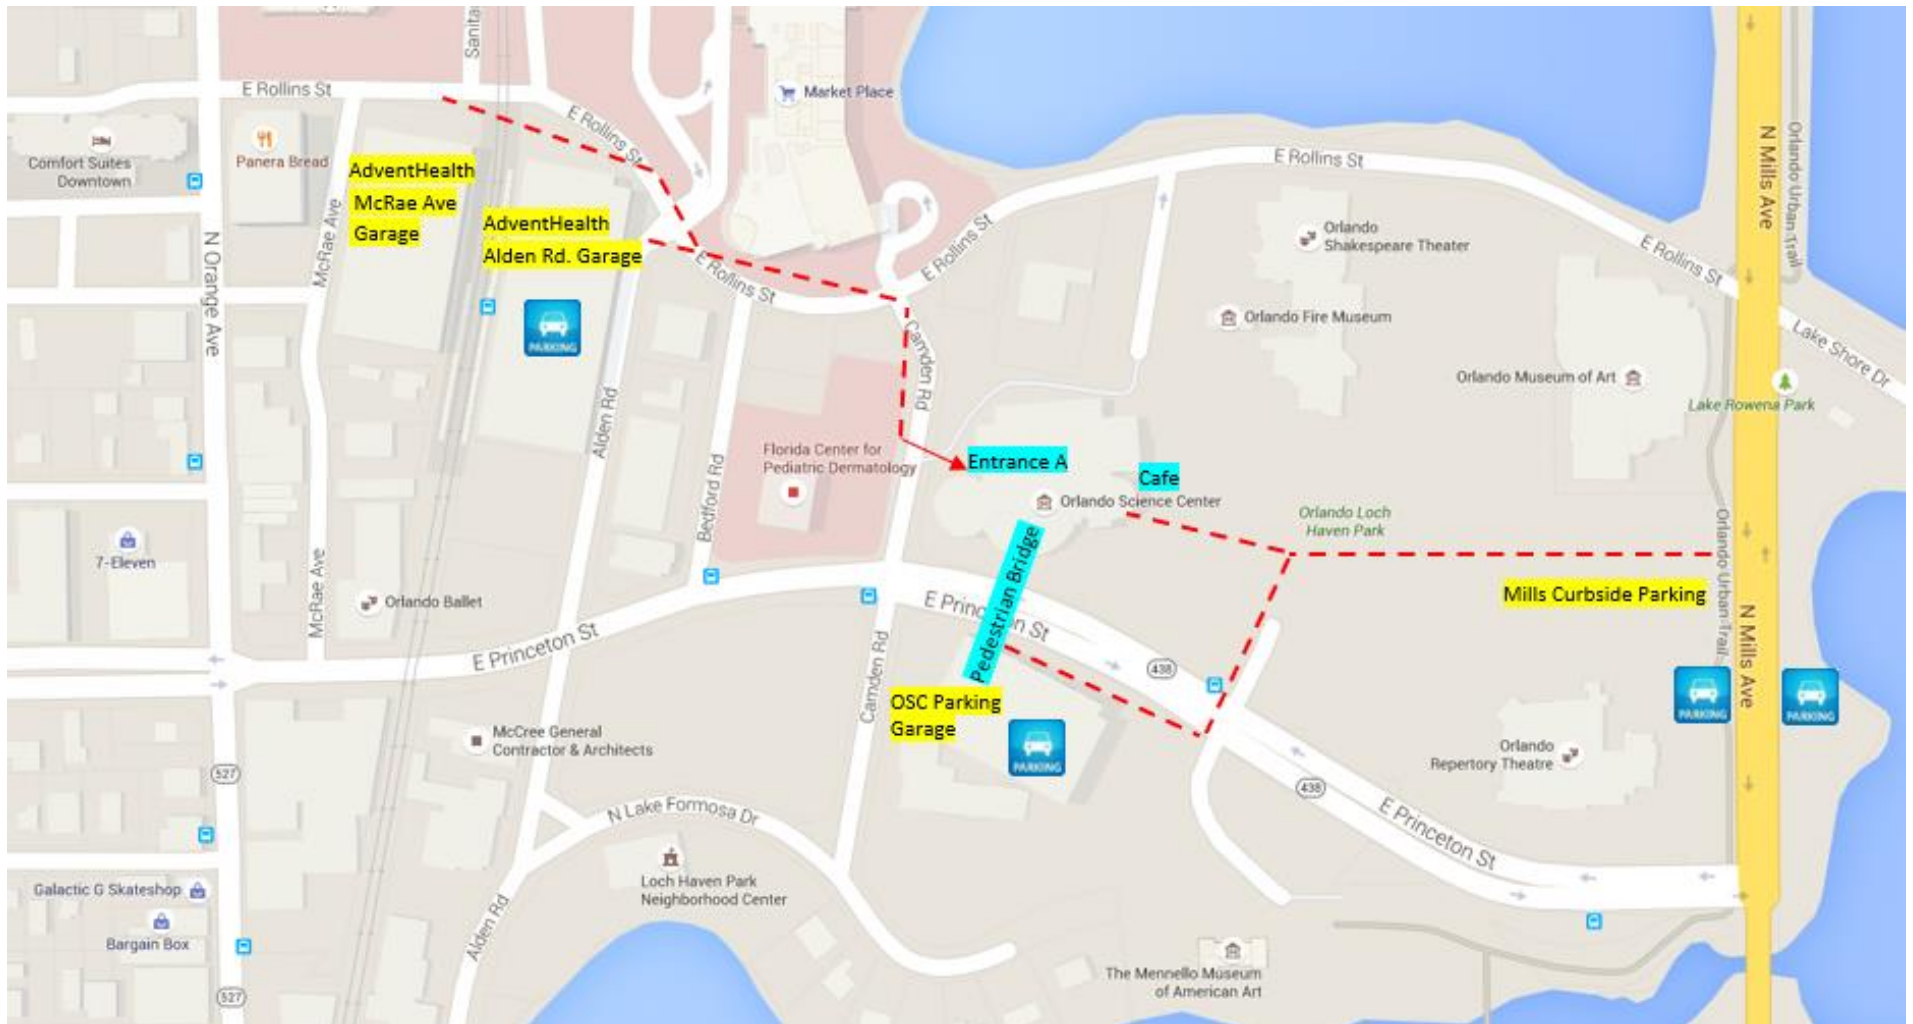 Sanita
E Rollins St
Market Place
E Rollins St
Comfort Suites
Downtown
Panera Bread
AdventHealth
McRae Ave
Garage
AdventHealth
Alden Rd. Garage
McRae Ave
N Orange Ave
E Rollins St
E Rollins St
E Rollins St
E Rollins St
N Mills Ave
Orlando Urban Trail
Orlando
Shakespeare Theater
Orlando Fire Museum
Orlando Museum of Art
Lake Shore Dr
Lake Rowena Park
PARKING
Camden Rd
Alden Rd
Bedford Rd
Florida Center for
Pediatric Dermatology
Entrance A
Cafe
Orlando Science Center
Orlando Loch
Haven Park
Orlando Urban Trail
Pedestrian Bridge
7-Eleven
McRae Ave
Orlando Ballet
E Princeton St
E Princ
n St
Mills Curbside Parking
N Mills Ave
438
Camden Rd
OSC Parking
Garage
PARKING
PARKING
PARKING
McCree General
Contractor & Architects
Orlando
Repertory Theatre
527
438
E Princeton St
N Lake Formosa Dr
Loch Haven Park
Neighborhood Center
Galactic G Skateshop
Bargain Box
Alden Rd
The Mennello Museum
of American Art
527